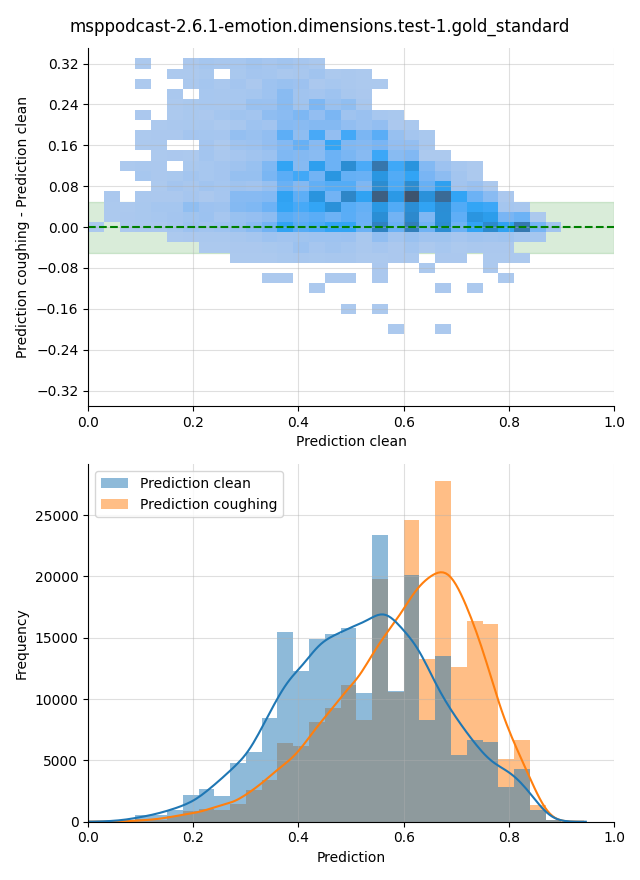 msppodcast-2.6.1-emotion.dimensions.test-1.gold_standard
Prediction coughing - Prediction clean
0.32
0.24
0.16
0.08
0.00
−0.08
−0.16
−0.24
−0.32
0.0 0.2 0.4 0.6 0.8 1.0
Prediction clean
Prediction clean
Prediction coughing
Frequency
25000
20000
15000
10000
5000
0
0.0 0.2 0.4 0.6 0.8 1.0
Prediction